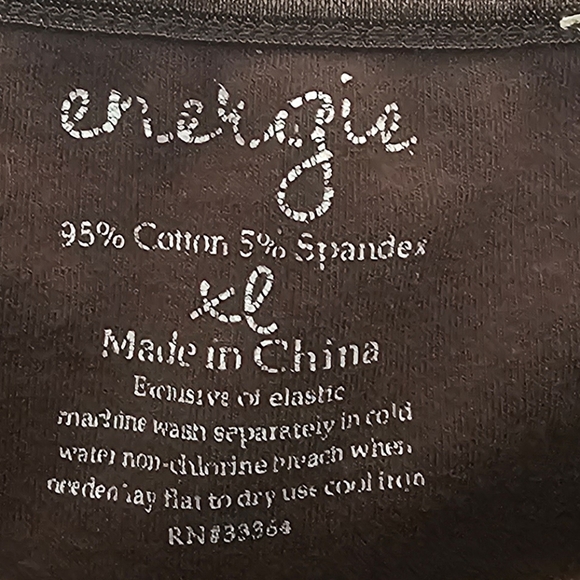 energie
95% Cotton 5% Spandex
xl
Made in China
Exclusive of elastic
machine wash separately in cold
water non-chlorine bleach when
needed lay flat to dry use cool iron
RN#33364